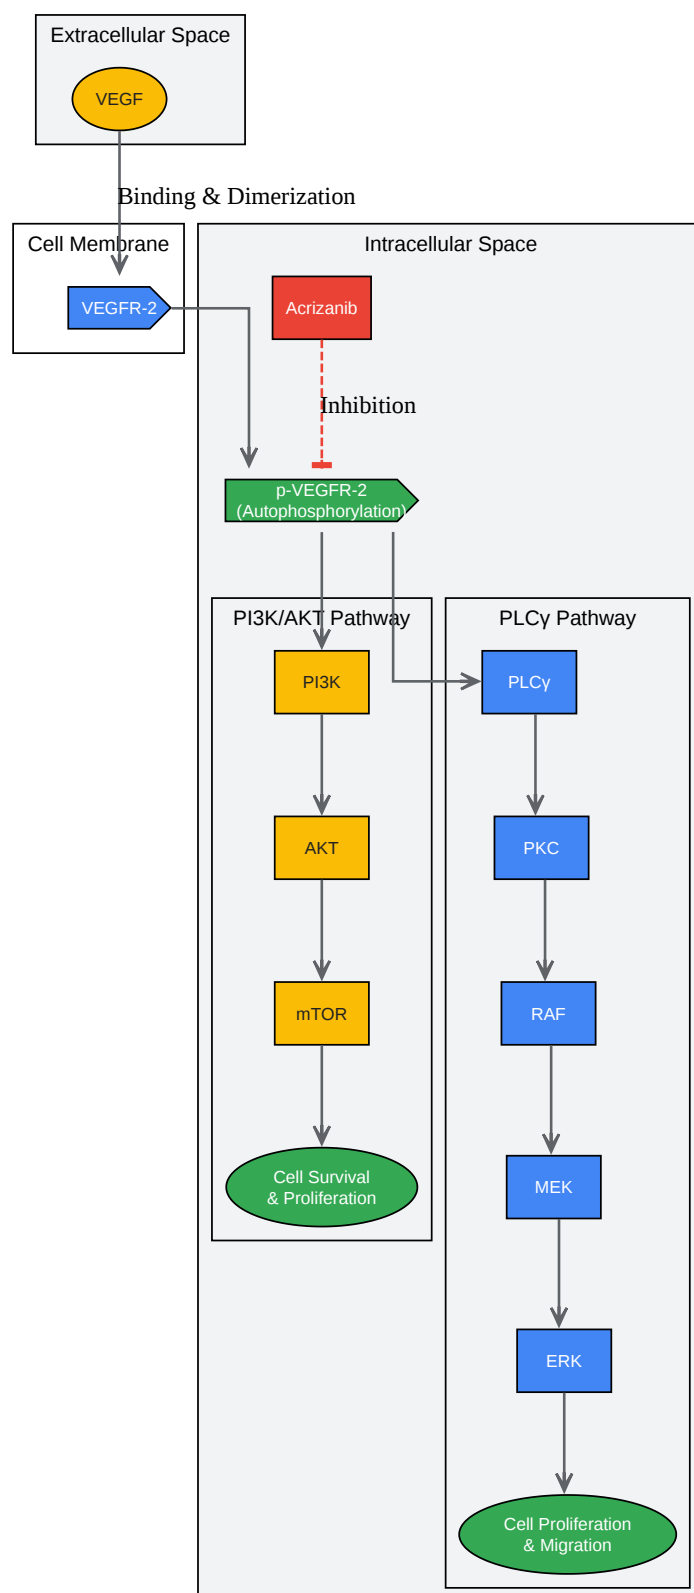 Extracellular Space
VEGF
Binding & Dimerization
Cell Membrane
VEGFR-2
Intracellular Space
Acrizanib
Inhibition
p-VEGFR-2
(Autophosphorylation)
PI3K/AKT Pathway
PI3K
AKT
mTOR
Cell Survival
& Proliferation
PLCγ Pathway
PLCγ
PKC
RAF
MEK
ERK
Cell Proliferation
& Migration